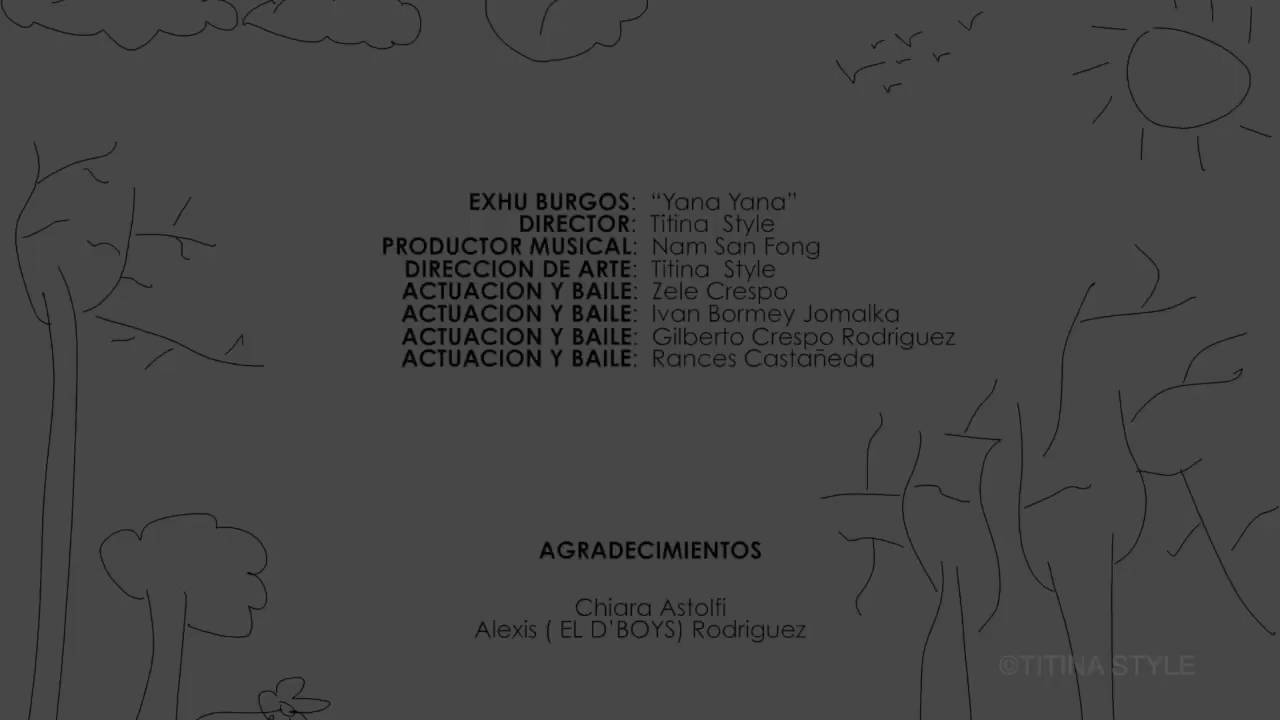 EXHU BURGOS: “Yana Yana”
DIRECTOR: Titina Style
PRODUCTOR MUSICAL: Nam San Fong
DIRECCION DE ARTE: Titina Style
ACTUACION Y BAILE: Zele Crespo
ACTUACION Y BAILE: Ivan Bormey Jomalka
ACTUACION Y BAILE: Gilberto Crespo Rodriguez
ACTUACION Y BAILE: Rances Castañeda
AGRADECIMIENTOS
Chiara Astolfi
Alexis ( EL D'BOYS) Rodriguez
©TITINA STYLE